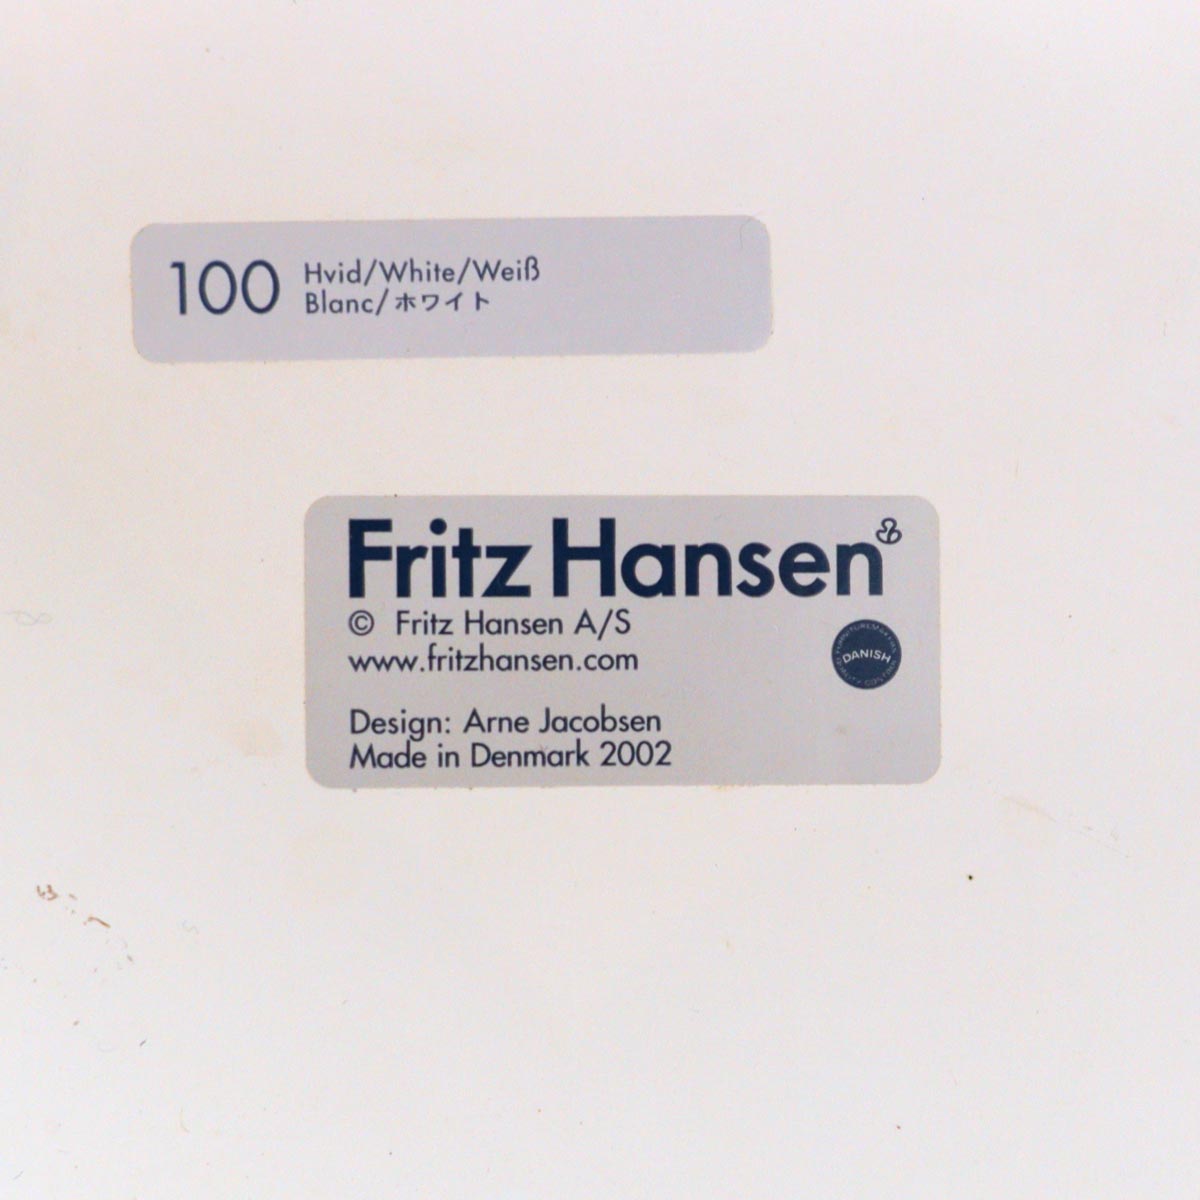 100 Hvid/White/Weiß
Blanc/ホワイト
Fritz Hansen
© Fritz Hansen A/S
www.fritzhansen.com
DANISH
Design: Arne Jacobsen
Made in Denmark 2002